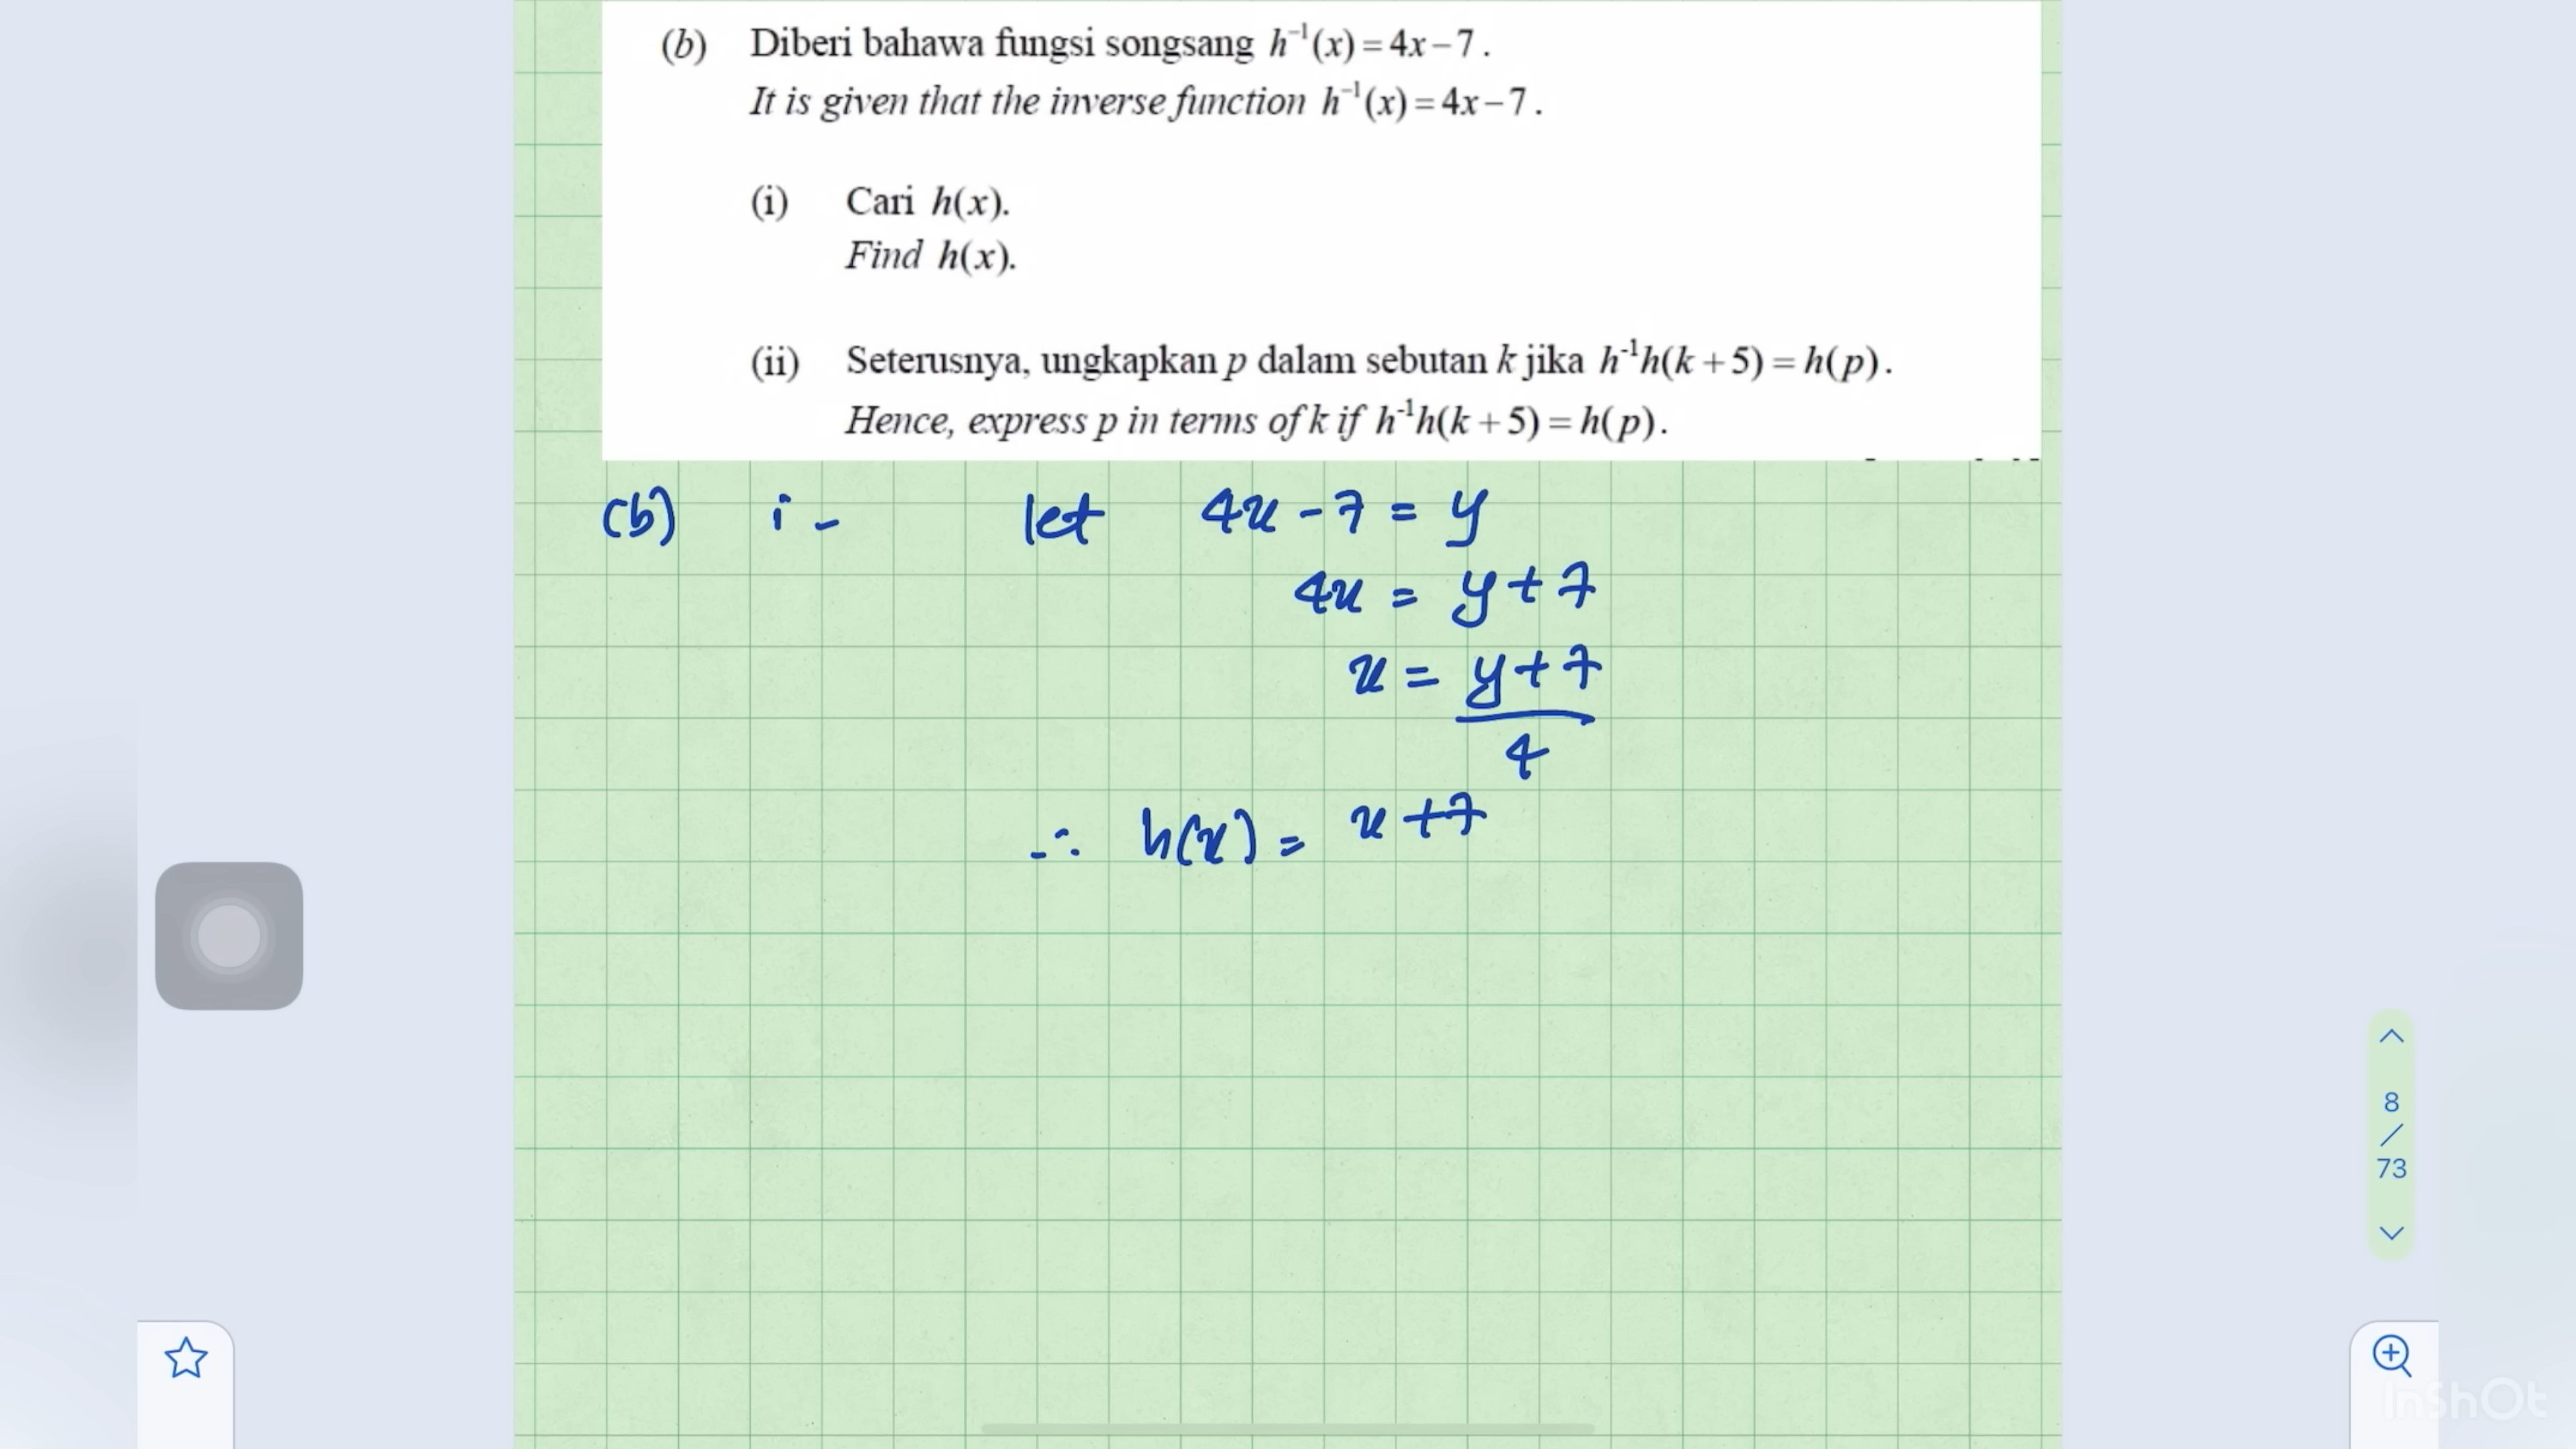 (b) Diberi bahawa fungsi songsang h⁻¹(x) = 4x − 7.
It is given that the inverse function h⁻¹(x) = 4x − 7.
(i) Cari h(x).
Find h(x).
(ii) Seterusnya, ungkapkan p dalam sebutan k jika h⁻¹h(k + 5) = h(p).
Hence, express p in terms of k if h⁻¹h(k + 5) = h(p).
(b) i - let 4x - 7 = y
4x = y + 7
x = y + 7
4
∴ h(x) = x + 7
8
/
73
InShOt